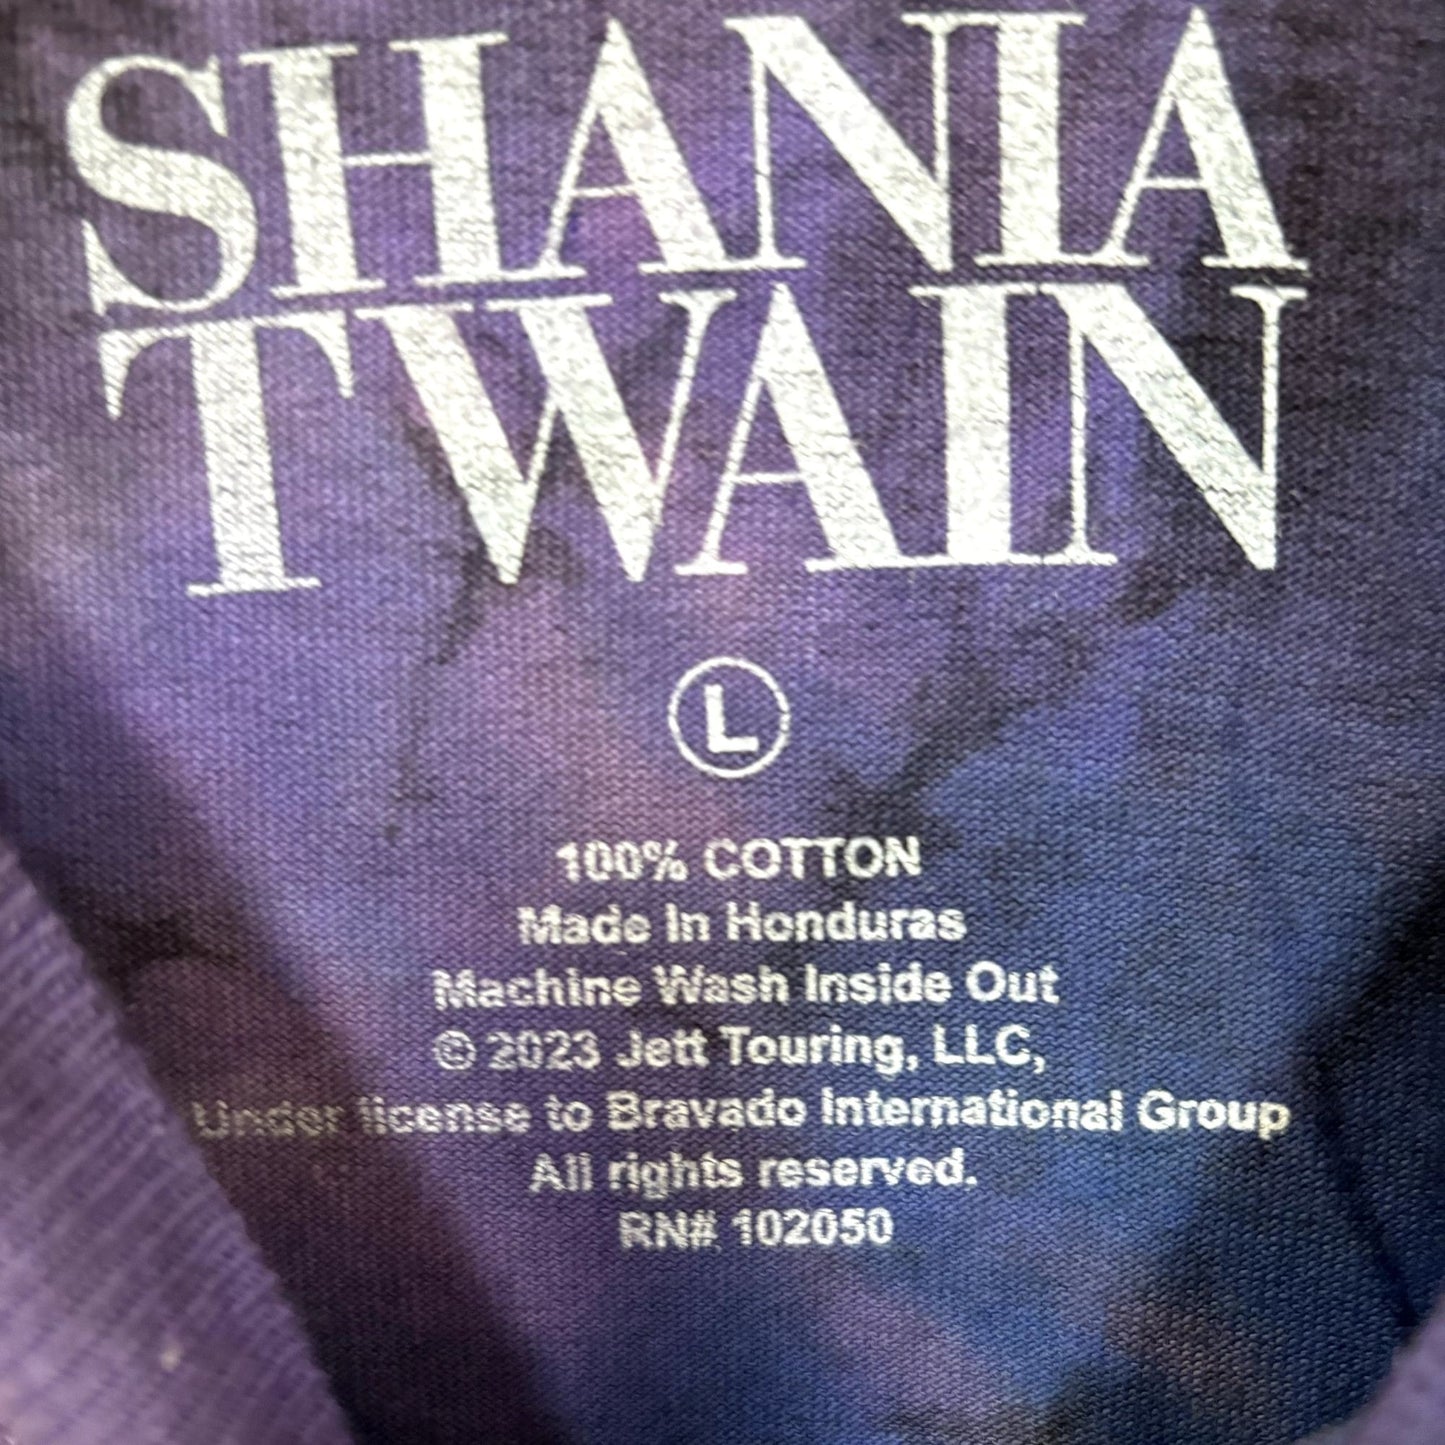 SHANIA
TWAIN
L
100% COTTON
Made In Honduras
Machine Wash Inside Out
© 2023 Jett Touring, LLC,
Under license to Bravado International Group
All rights reserved.
RN# 102050